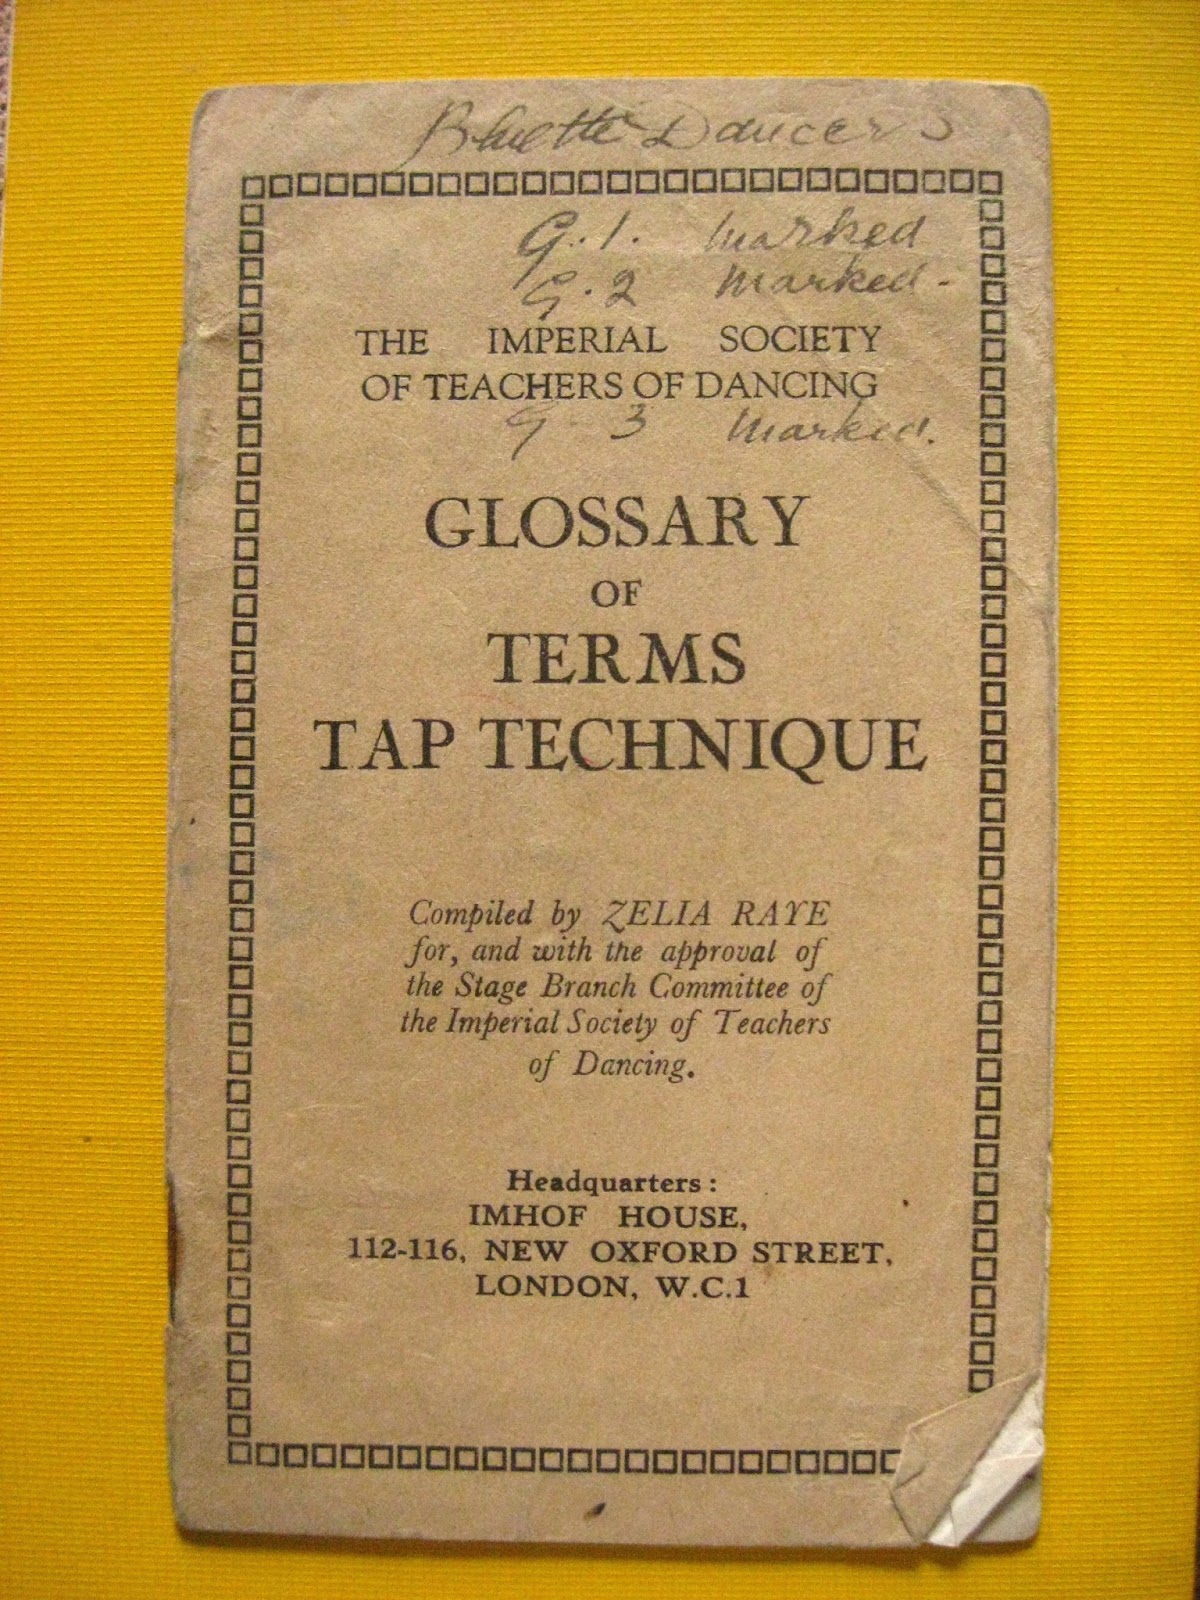 Bluette Dancers
G. 1. Marked
G. 2 Marked -
THE IMPERIAL SOCIETY
OF TEACHERS OF DANCING
G 3 Marked.
GLOSSARY
OF
TERMS
TAP TECHNIQUE
Compiled by ZELIA RAYE
for, and with the approval of
the Stage Branch Committee of
the Imperial Society of Teachers
of Dancing.
Headquarters :
IMHOF HOUSE,
112-116, NEW OXFORD STREET,
LONDON, W.C.1